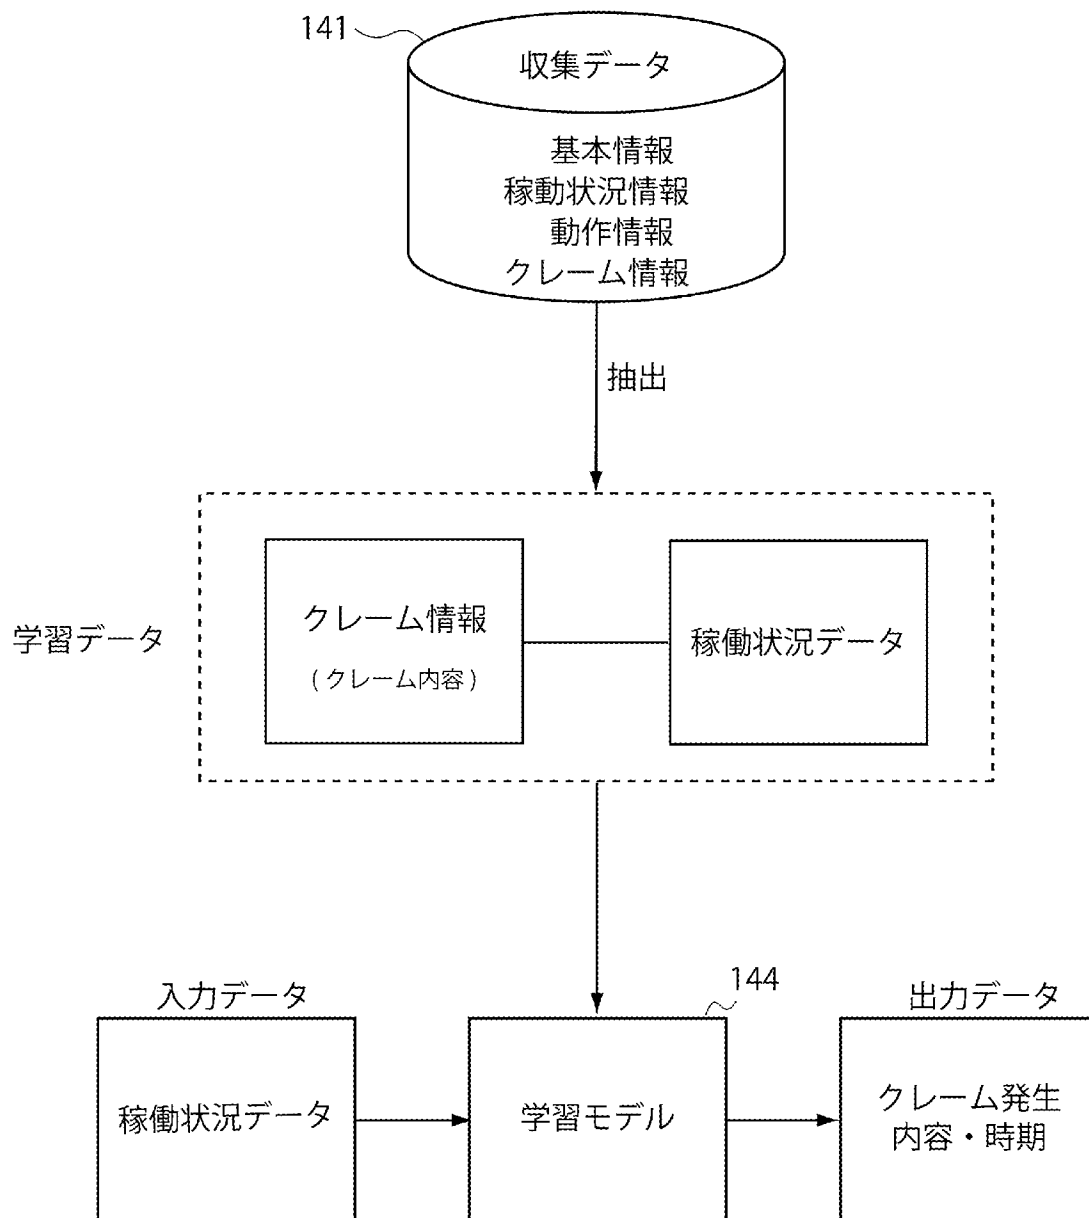 141
収集データ
基本情報
稼動状況情報
動作情報
クレーム情報
抽出
学習データ
クレーム情報
(クレーム内容)
稼働状況データ
144
入力データ
出力データ
稼働状況データ
学習モデル
クレーム発生
内容・時期